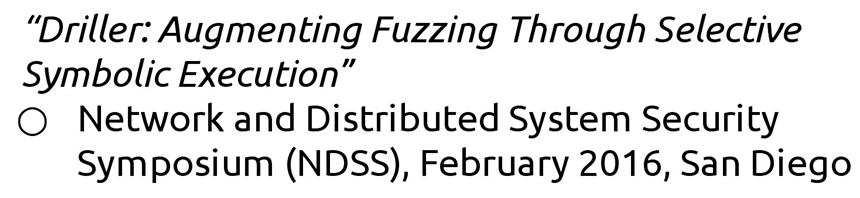 “Driller: Augmenting Fuzzing Through Selective
Symbolic Execution”
○ Network and Distributed System Security
Symposium (NDSS), February 2016, San Diego